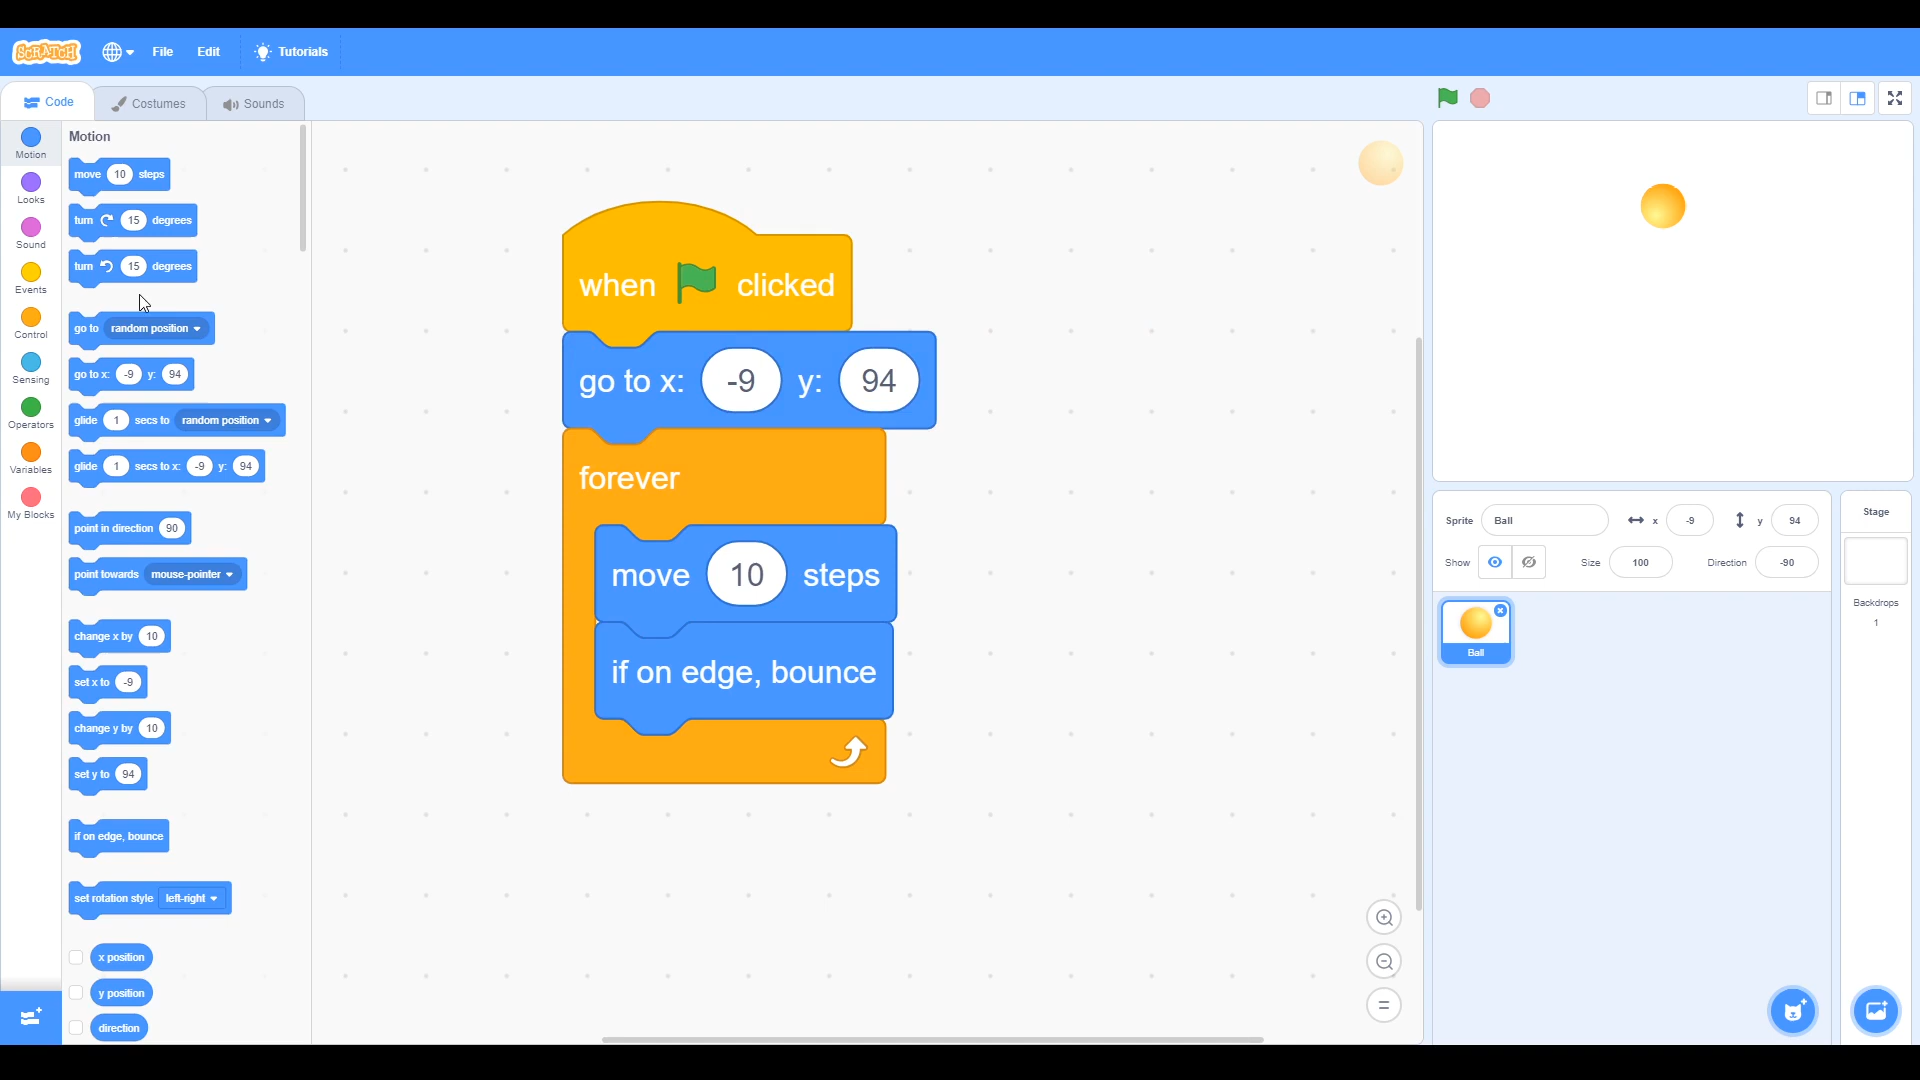 SCRATCH File Edit Tutorials
Code Costumes Sounds
Motion
Looks
Sound
Events
Control
Sensing
Operators
Variables
My Blocks
Motion
move 10 steps
turn 15 degrees
turn 15 degrees
go to random position
go to x: -9 y: 94
glide 1 secs to random position
glide 1 secs to x: -9 y: 94
point in direction 90
point towards mouse-pointer
change x by 10
set x to -9
change y by 10
set y to 94
if on edge, bounce
set rotation style left-right
x position
y position
direction
when clicked
go to x: -9 y: 94
forever
move 10 steps
if on edge, bounce
Sprite Ball x -9 y 94
Show Size 100 Direction -90
Ball
Stage
Backdrops
1